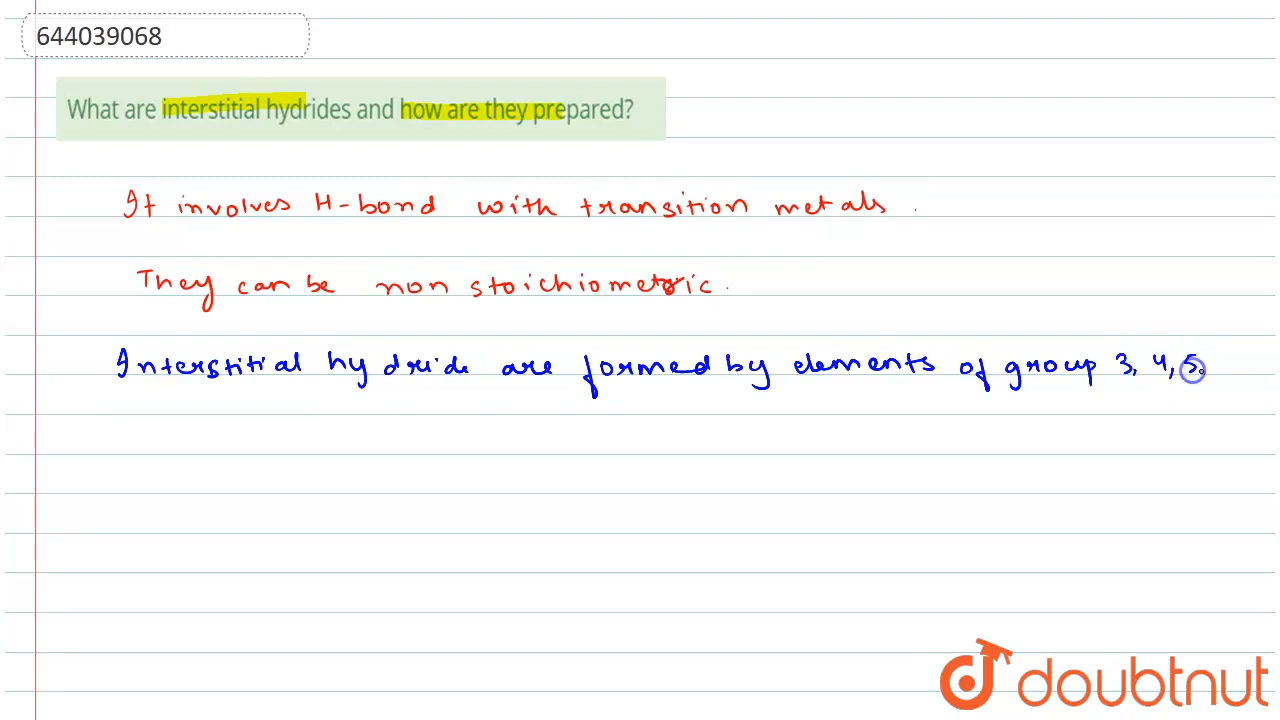 644039068
What are interstitial hydrides and how are they prepared?
It involves H-bond with transition metals.
They can be non stoichiometric.
Interstitial hydride are formed by elements of group 3, 4, 5.
doubtnut